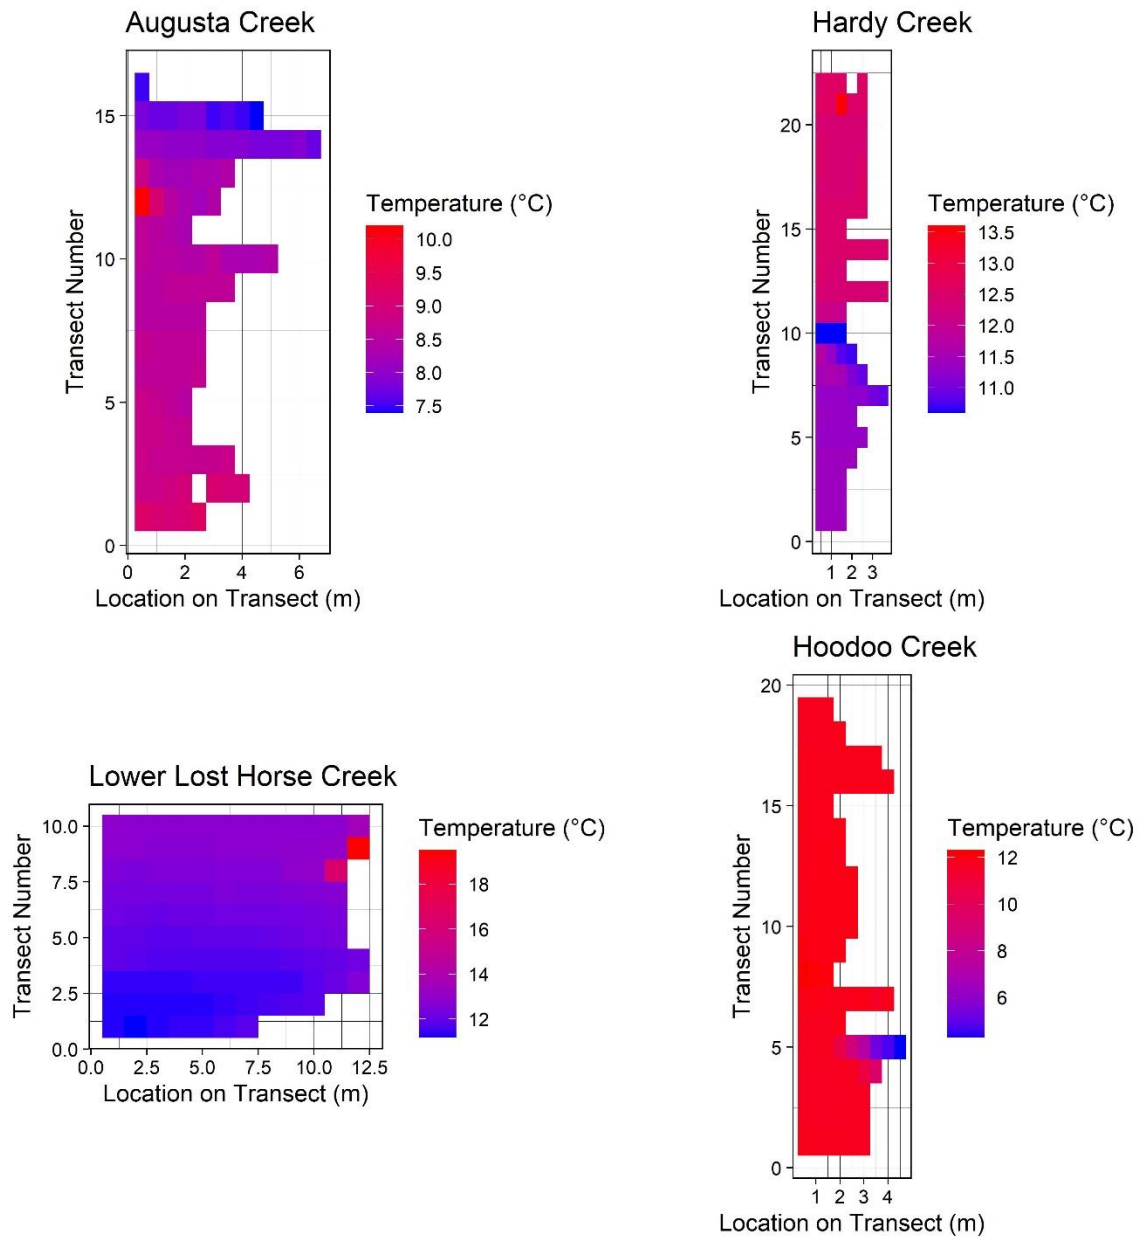 Augusta Creek
15
10
5
0
Transect Number
0 2 4 6
Location on Transect (m)
Temperature (°C)
10.0
9.5
9.0
8.5
8.0
7.5
Hardy Creek
20
15
10
5
0
Transect Number
1 2 3
Location on Transect (m)
Temperature (°C)
13.5
13.0
12.5
12.0
11.5
11.0
Lower Lost Horse Creek
10.0
7.5
5.0
2.5
0.0
Transect Number
0.0 2.5 5.0 7.5 10.0 12.5
Location on Transect (m)
Temperature (°C)
18
16
14
12
Hoodoo Creek
20
15
10
5
0
Transect Number
1 2 3 4
Location on Transect (m)
Temperature (°C)
12
10
8
6